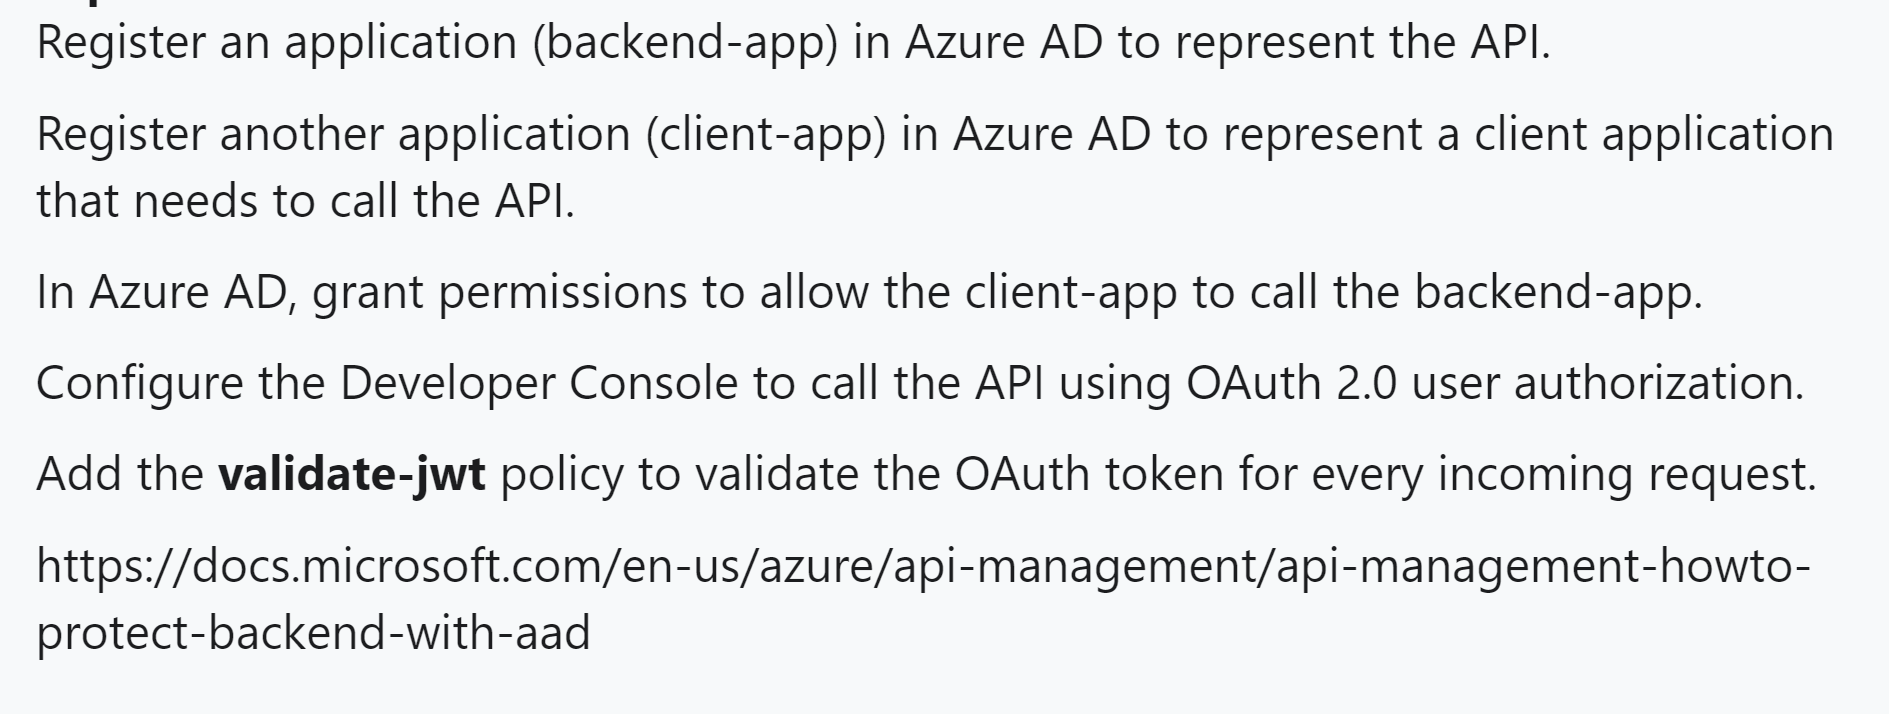 Register an application (backend-app) in Azure AD to represent the API.
Register another application (client-app) in Azure AD to represent a client application
that needs to call the API.
In Azure AD, grant permissions to allow the client-app to call the backend-app.
Configure the Developer Console to call the API using OAuth 2.0 user authorization.
Add the validate-jwt policy to validate the OAuth token for every incoming request.
https://docs.microsoft.com/en-us/azure/api-management/api-management-howto-
protect-backend-with-aad